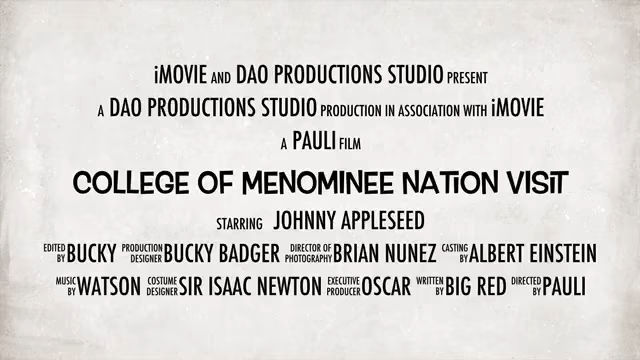 iMOVIE AND DAO PRODUCTIONS STUDIO PRESENT
A DAO PRODUCTIONS STUDIO PRODUCTION IN ASSOCIATION WITH iMOVIE
A PAULI FILM
COLLEGE OF MENOMINEE NATION VISIT
STARRING JOHNNY APPLESEED
EDITED BY BUCKY PRODUCTION DESIGNER BUCKY BADGER DIRECTOR OF PHOTOGRAPHY BRIAN NUNEZ CASTING BY ALBERT EINSTEIN
MUSIC BY WATSON COSTUME DESIGNER SIR ISAAC NEWTON EXECUTIVE PRODUCER OSCAR WRITTEN BY BIG RED DIRECTED BY PAULI